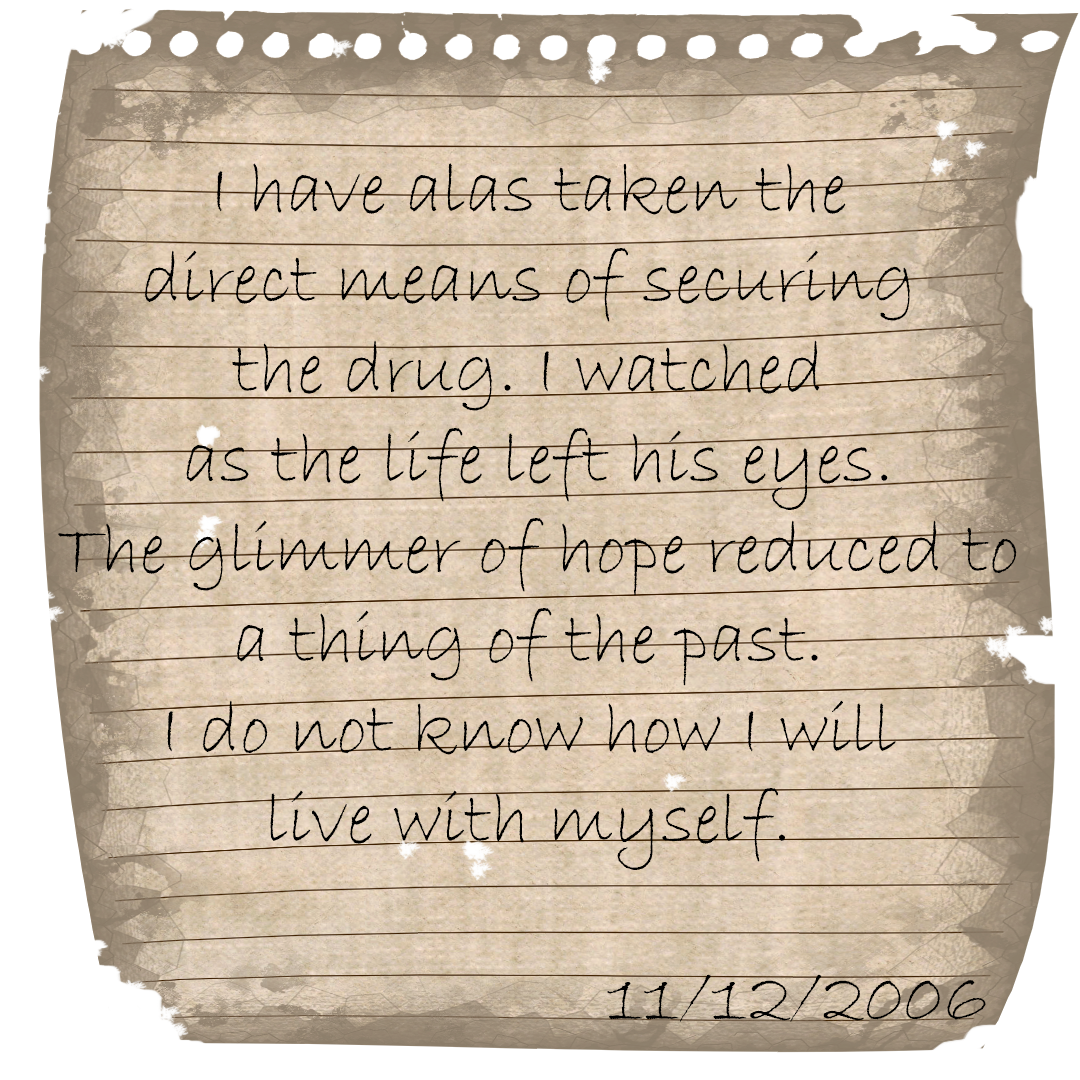 I have alas taken the
direct means of securing
the drug. I watched
as the life left his eyes.
The glimmer of hope reduced to
a thing of the past.
I do not know how I will
live with myself.
11/12/2006